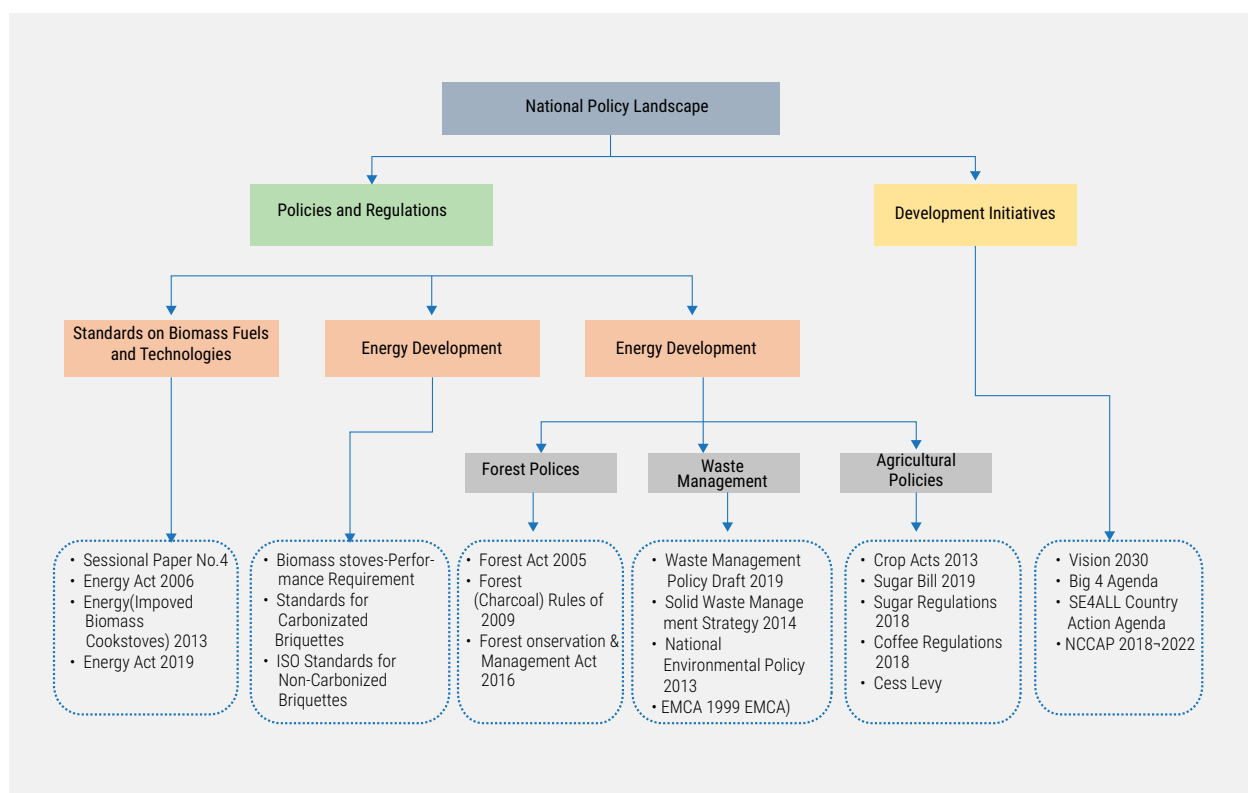 National Policy Landscape
Policies and Regulations
Development Initiatives
Standards on Biomass Fuels
and Technologies
Energy Development
Energy Development
Forest Polices
Waste
Management
Agricultural
Policies
• Sessional Paper No.4
• Energy Act 2006
• Energy(Impoved
Biomass
Cookstoves) 2013
• Energy Act 2019
• Biomass stoves-Perfor-
mance Requirement
• Standards for
Carbonizated
Briquettes
• ISO Standards for
Non-Carbonized
Briquettes
• Forest Act 2005
• Forest
(Charcoal) Rules of
2009
• Forest onservation &
Management Act
2016
• Waste Management
Policy Draft 2019
• Solid Waste Manage
ment Strategy 2014
• National
Environmental Policy
2013
• EMCA 1999 EMCA)
• Crop Acts 2013
• Sugar Bill 2019
• Sugar Regulations
2018
• Coffee Regulations
2018
• Cess Levy
• Vision 2030
• Big 4 Agenda
• SE4ALL Country
Action Agenda
• NCCAP 2018¬2022